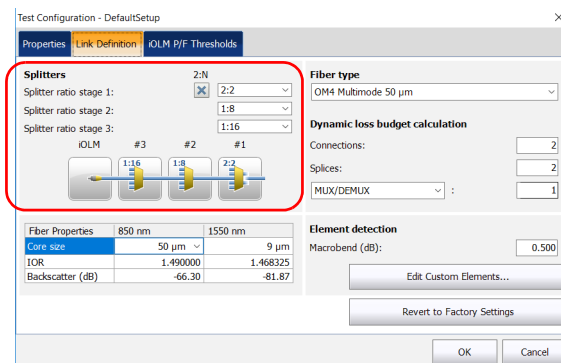 Test Configuration - DefaultSetup
Properties Link Definition iOLM P/F Thresholds
Splitters 2:N
Splitter ratio stage 1: 2:2
Splitter ratio stage 2: 1:8
Splitter ratio stage 3: 1:16
iOLM #3 #2 #1
1:16 1:8 2:2
Fiber type
OM4 Multimode 50 µm
Dynamic loss budget calculation
Connections: 2
Splices: 2
MUX/DEMUX : 1
Fiber Properties 850 nm 1550 nm
Core size 50 µm 9 µm
IOR 1.490000 1.468325
Backscatter (dB) -66.30 -81.87
Element detection
Macrobend (dB): 0.500
Edit Custom Elements...
Revert to Factory Settings
OK Cancel